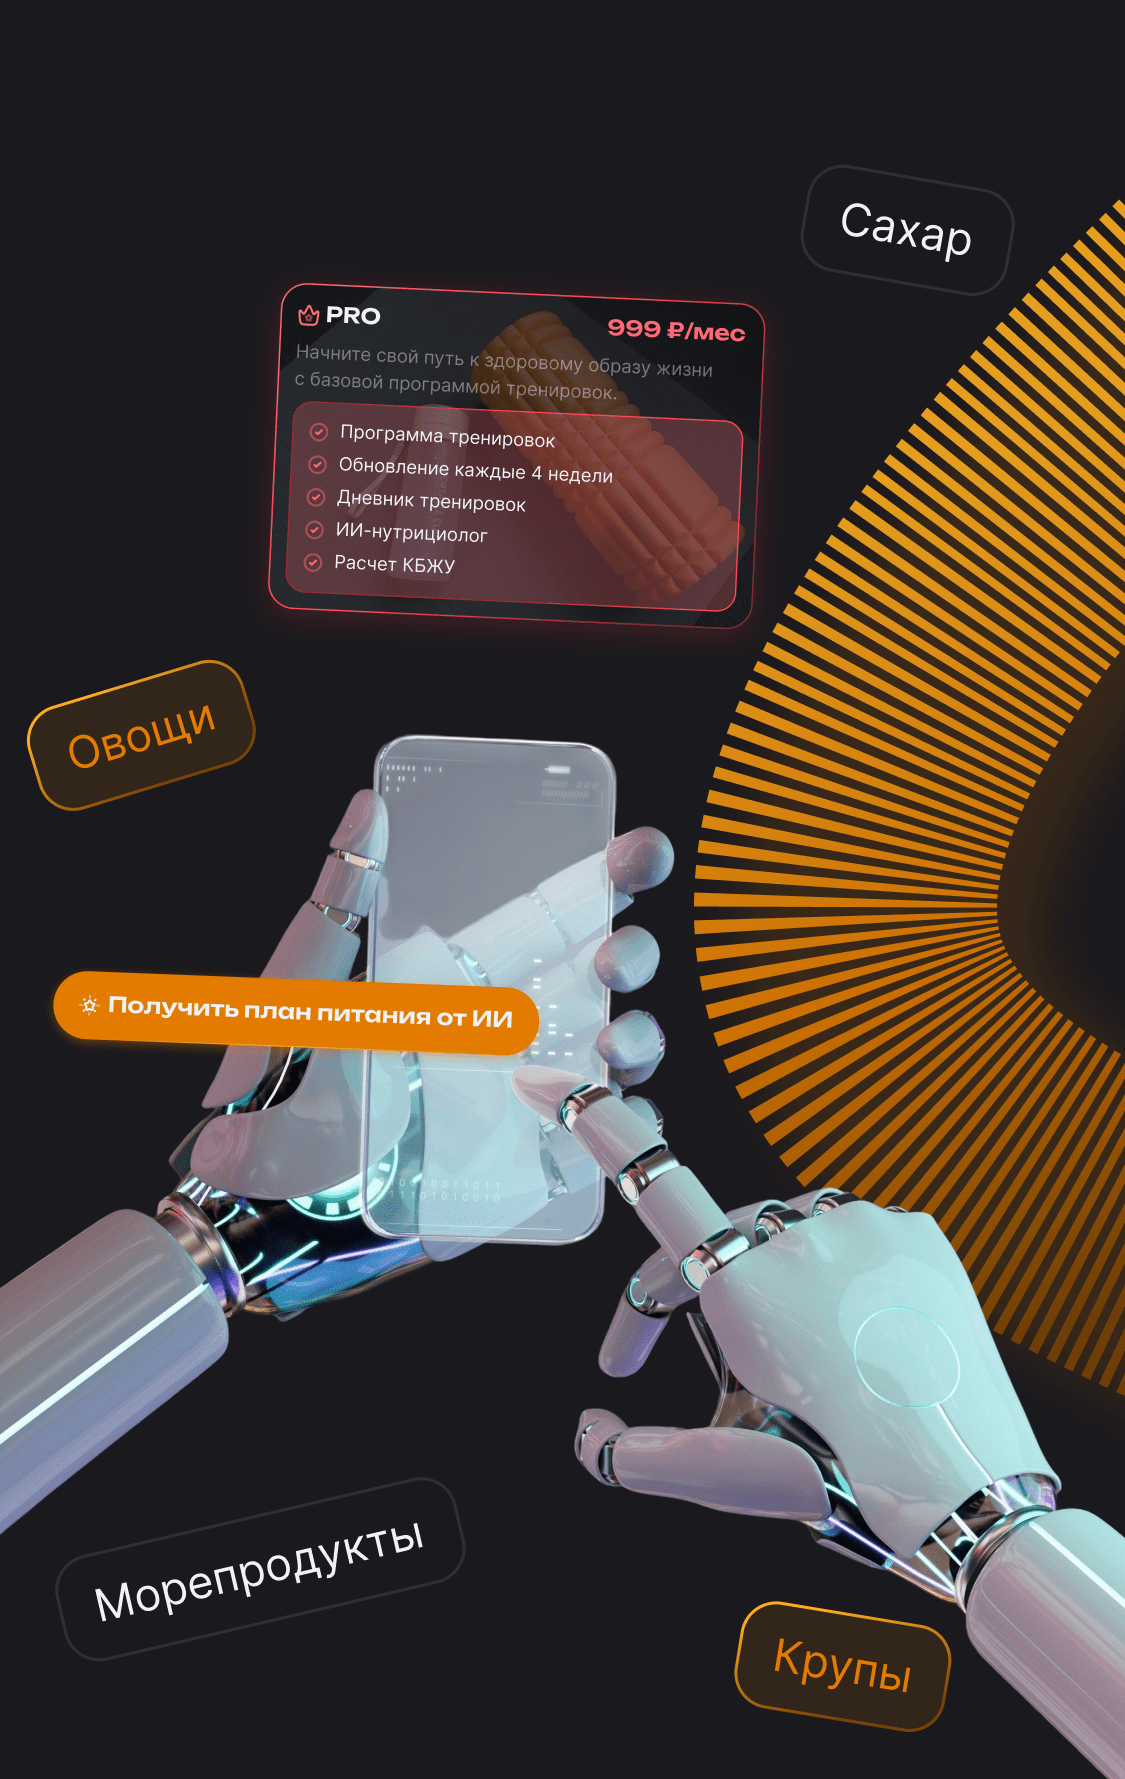 Сахар
PRO
999 ₽/мес
Начните свой путь к здоровому образу жизни
с базовой программой тренировок.
Программа тренировок
Обновление каждые 4 недели
Дневник тренировок
ИИ-нутрициолог
Расчет КБЖУ
Овощи
Получить план питания от ИИ
Морепродукты
Крупы